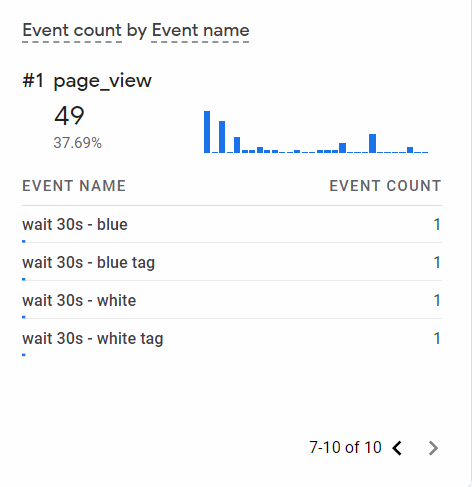 Event count by Event name
#1 page_view
49
37.69%
EVENT NAME EVENT COUNT
wait 30s - blue 1
wait 30s - blue tag 1
wait 30s - white 1
wait 30s - white tag 1
7-10 of 10